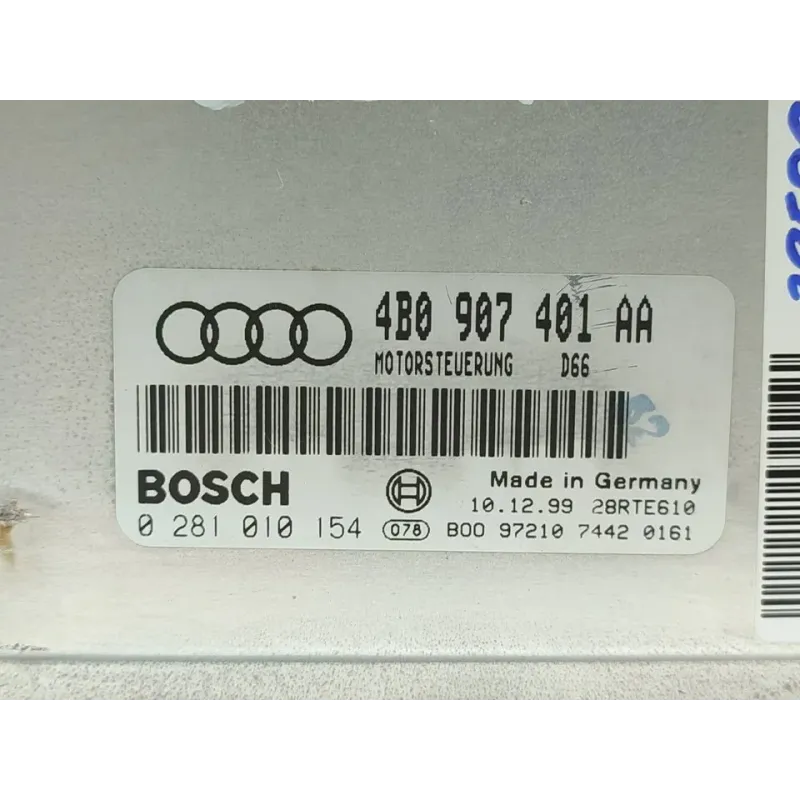 4B0 907 401 AA
MOTORSTEUERUNG D66
BOSCH
Made in Germany
10.12.99 28RTE610
0 281 010 154 078 B00 97210 7442 0161